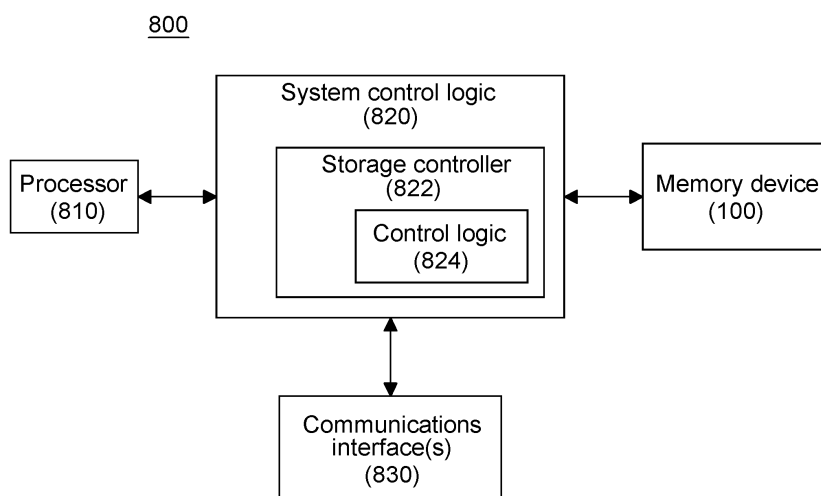 800
System control logic
(820)
Storage controller
(822)
Control logic
(824)
Processor
(810)
Memory device
(100)
Communications
interface(s)
(830)